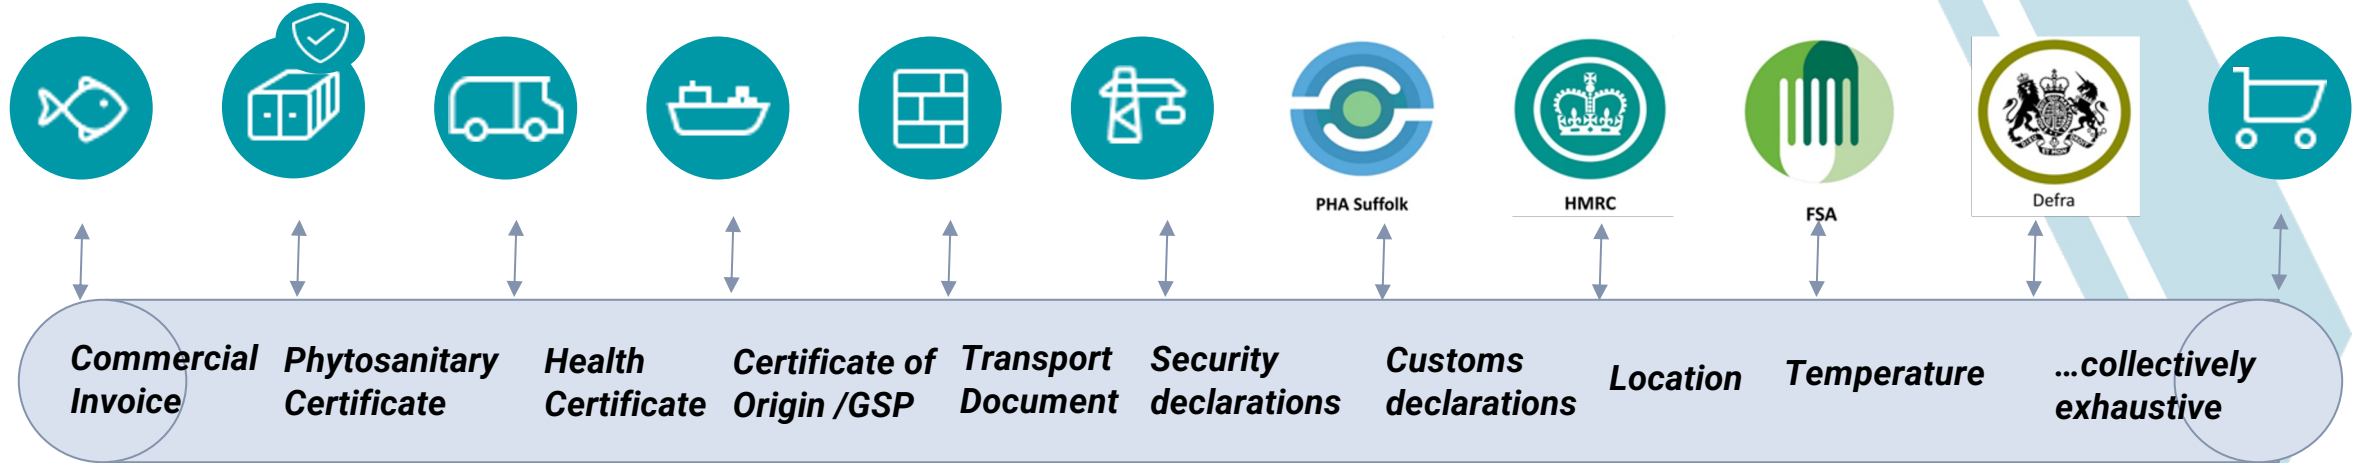 PHA Suffolk
HMRC
FSA
Defra
Commercial
Invoice
Phytosanitary
Certificate
Health
Certificate
Certificate of
Origin /GSP
Transport
Document
Security
declarations
Customs
declarations
Location
Temperature
...collectively
exhaustive